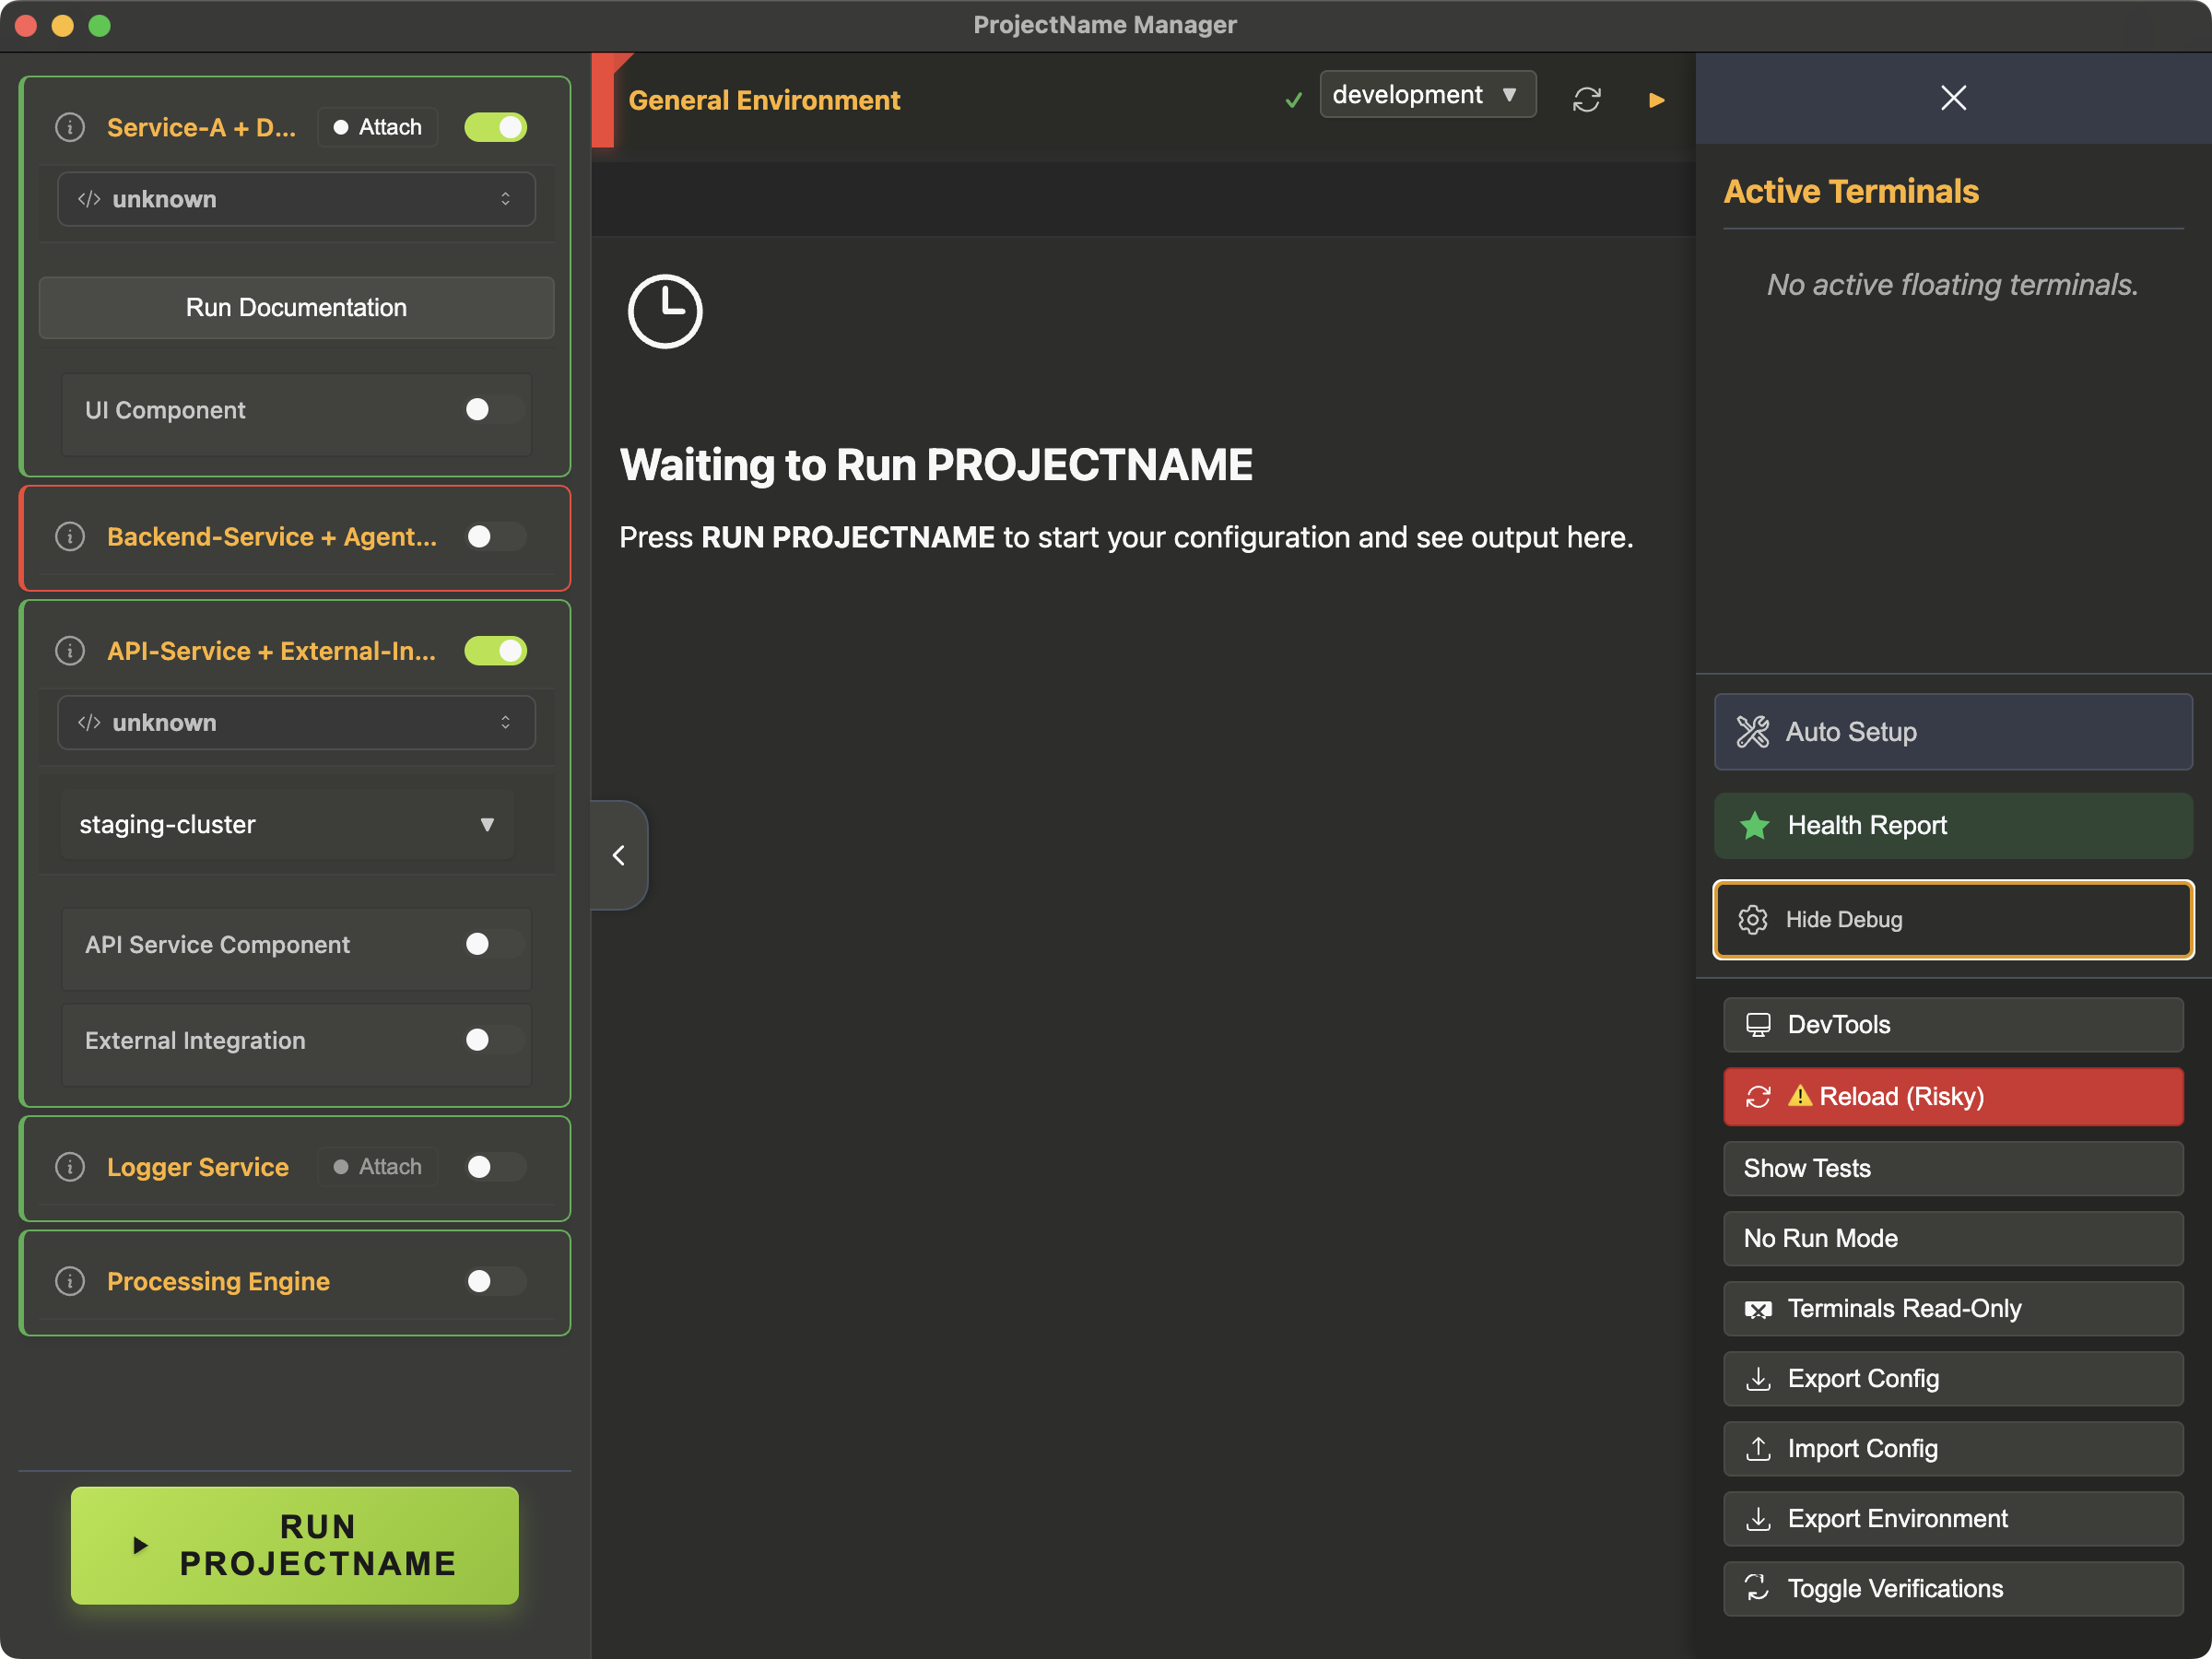 ProjectName Manager
Service-A + D...
Attach
unknown
Run Documentation
UI Component
Backend-Service + Agent...
API-Service + External-In...
unknown
staging-cluster
API Service Component
External Integration
Logger Service
Attach
Processing Engine
RUN
PROJECTNAME
General Environment
development
Waiting to Run PROJECTNAME
Press RUN PROJECTNAME to start your configuration and see output here.
Active Terminals
No active floating terminals.
Auto Setup
Health Report
Hide Debug
DevTools
Reload (Risky)
Show Tests
No Run Mode
Terminals Read-Only
Export Config
Import Config
Export Environment
Toggle Verifications